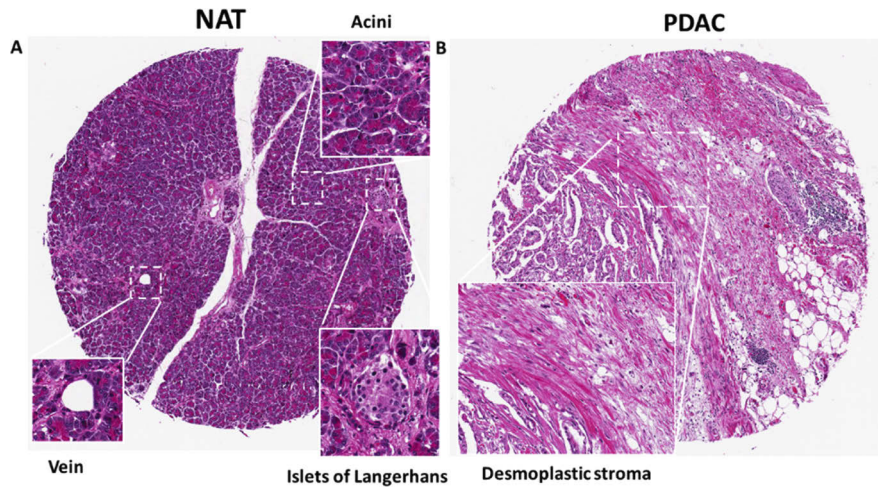 NAT
PDAC
A
Acini
B
Vein
Islets of Langerhans
Desmoplastic stroma